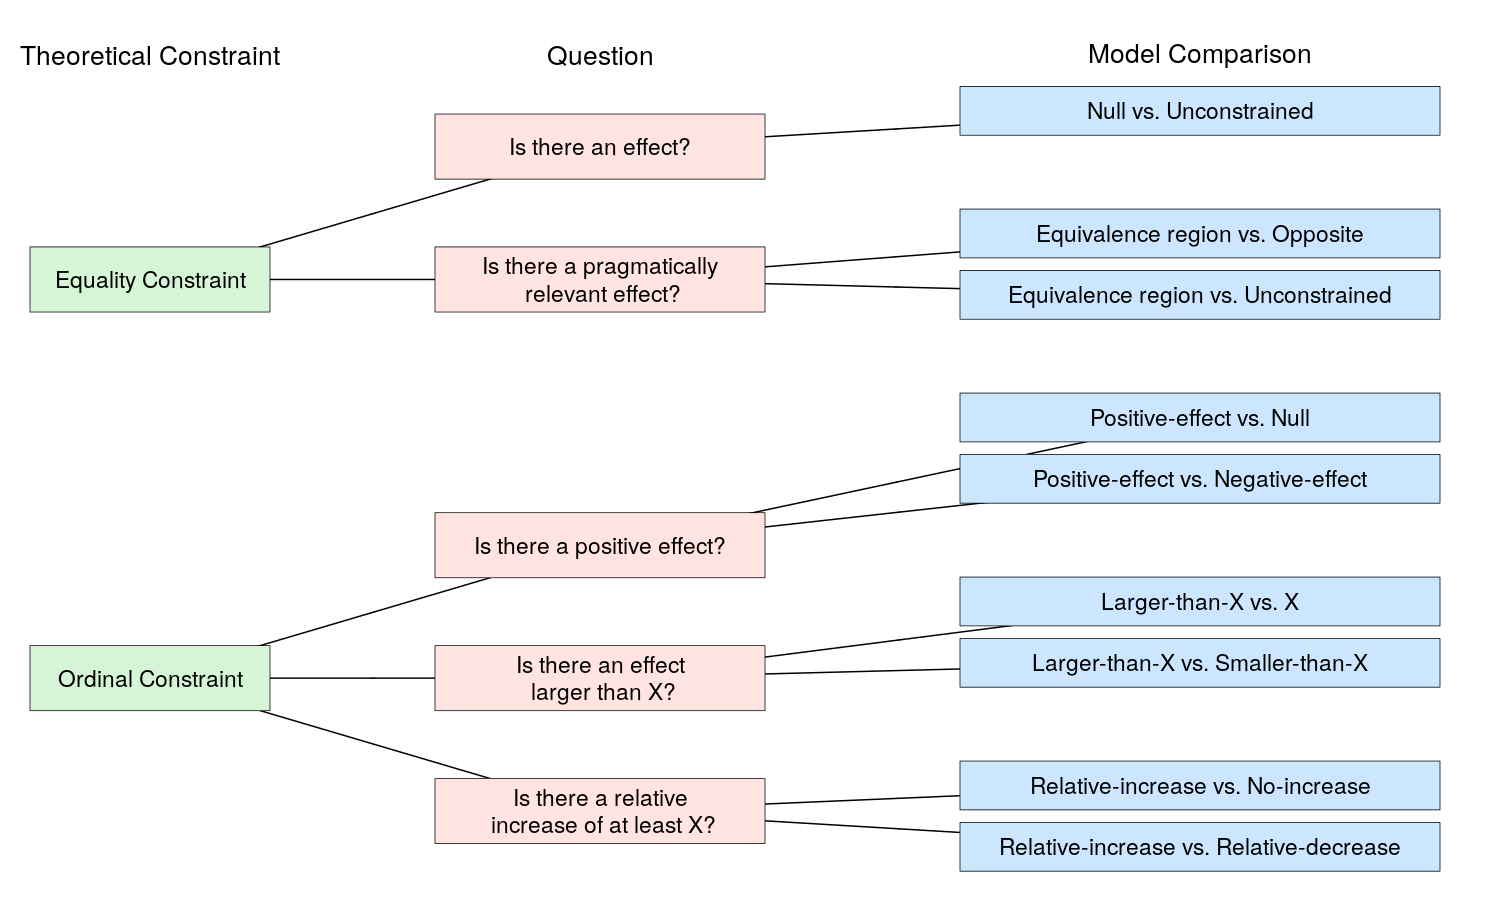 Theoretical Constraint
Question
Model Comparison
Null vs. Unconstrained
Is there an effect?
Equivalence region vs. Opposite
Equality Constraint
Is there a pragmatically
relevant effect?
Equivalence region vs. Unconstrained
Positive-effect vs. Null
Positive-effect vs. Negative-effect
Is there a positive effect?
Larger-than-X vs. X
Ordinal Constraint
Is there an effect
larger than X?
Larger-than-X vs. Smaller-than-X
Relative-increase vs. No-increase
Is there a relative
increase of at least X?
Relative-increase vs. Relative-decrease